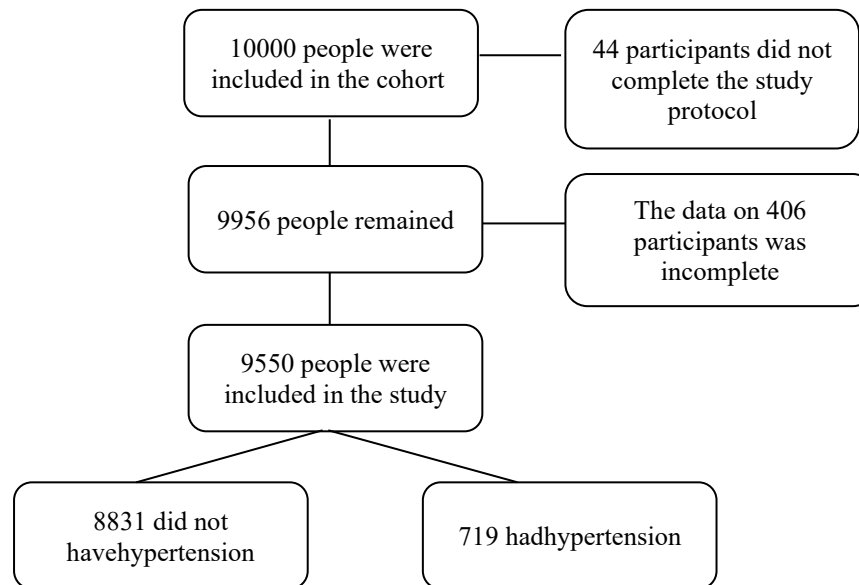 10000 people were
included in the cohort
44 participants did not
complete the study
protocol
9956 people remained
The data on 406
participants was
incomplete
9550 people were
included in the study
8831 did not
havehypertension
719 hadhypertension